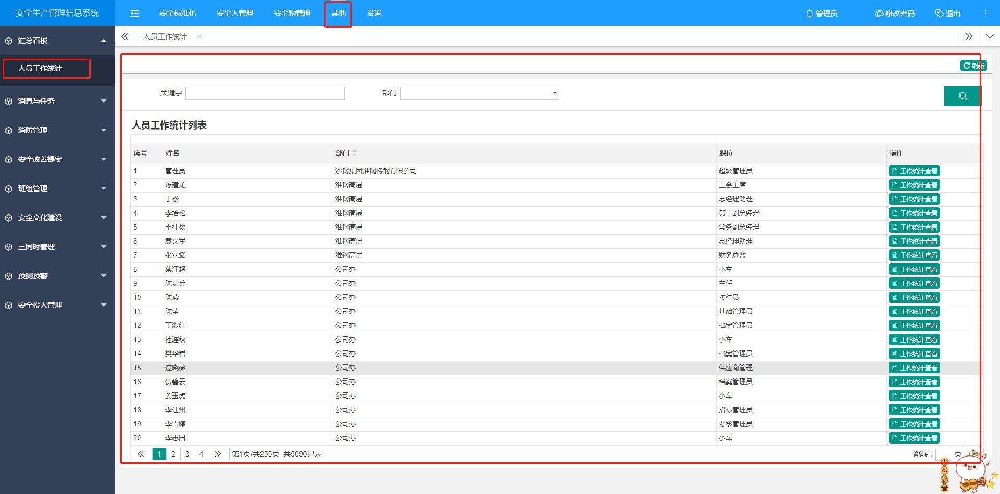 安全生产管理信息系统
安全标准化 安全人管理 安全物管理 其他 设置
管理员 修改密码 退出
汇总看板
人员工作统计
消息与任务
消防管理
安全改善提案
班组管理
安全文化建设
三同时管理
预测预警
安全投入管理
人员工作统计 ×
刷新
关键字 部门
人员工作统计列表
序号 姓名 部门 职位 操作
1 管理员 沙钢集团淮钢特钢有限公司 超级管理员 工作统计查看
2 陈建龙 淮钢高层 工会主席 工作统计查看
3 丁松 淮钢高层 总经理助理 工作统计查看
4 李培松 淮钢高层 第一副总经理 工作统计查看
5 王社教 淮钢高层 常务副总经理 工作统计查看
6 袁文军 淮钢高层 总经理助理 工作统计查看
7 张兆斌 淮钢高层 财务总监 工作统计查看
8 蔡江超 公司办 小车 工作统计查看
9 陈功兵 公司办 主任 工作统计查看
10 陈燕 公司办 接待员 工作统计查看
11 陈莹 公司办 基础管理员 工作统计查看
12 丁淑红 公司办 档案管理员 工作统计查看
13 杜连秋 公司办 小车 工作统计查看
14 樊华岩 公司办 档案管理员 工作统计查看
15 过晓薇 公司办 供应商管理 工作统计查看
16 贺碧云 公司办 档案管理员 工作统计查看
17 姜玉虎 公司办 小车 工作统计查看
18 李仕州 公司办 招标管理员 工作统计查看
19 李雪婷 公司办 考核管理员 工作统计查看
20 李志国 公司办 小车 工作统计查看
1 2 3 4 第1页/共255页 共5090记录 跳转： 页
中
简